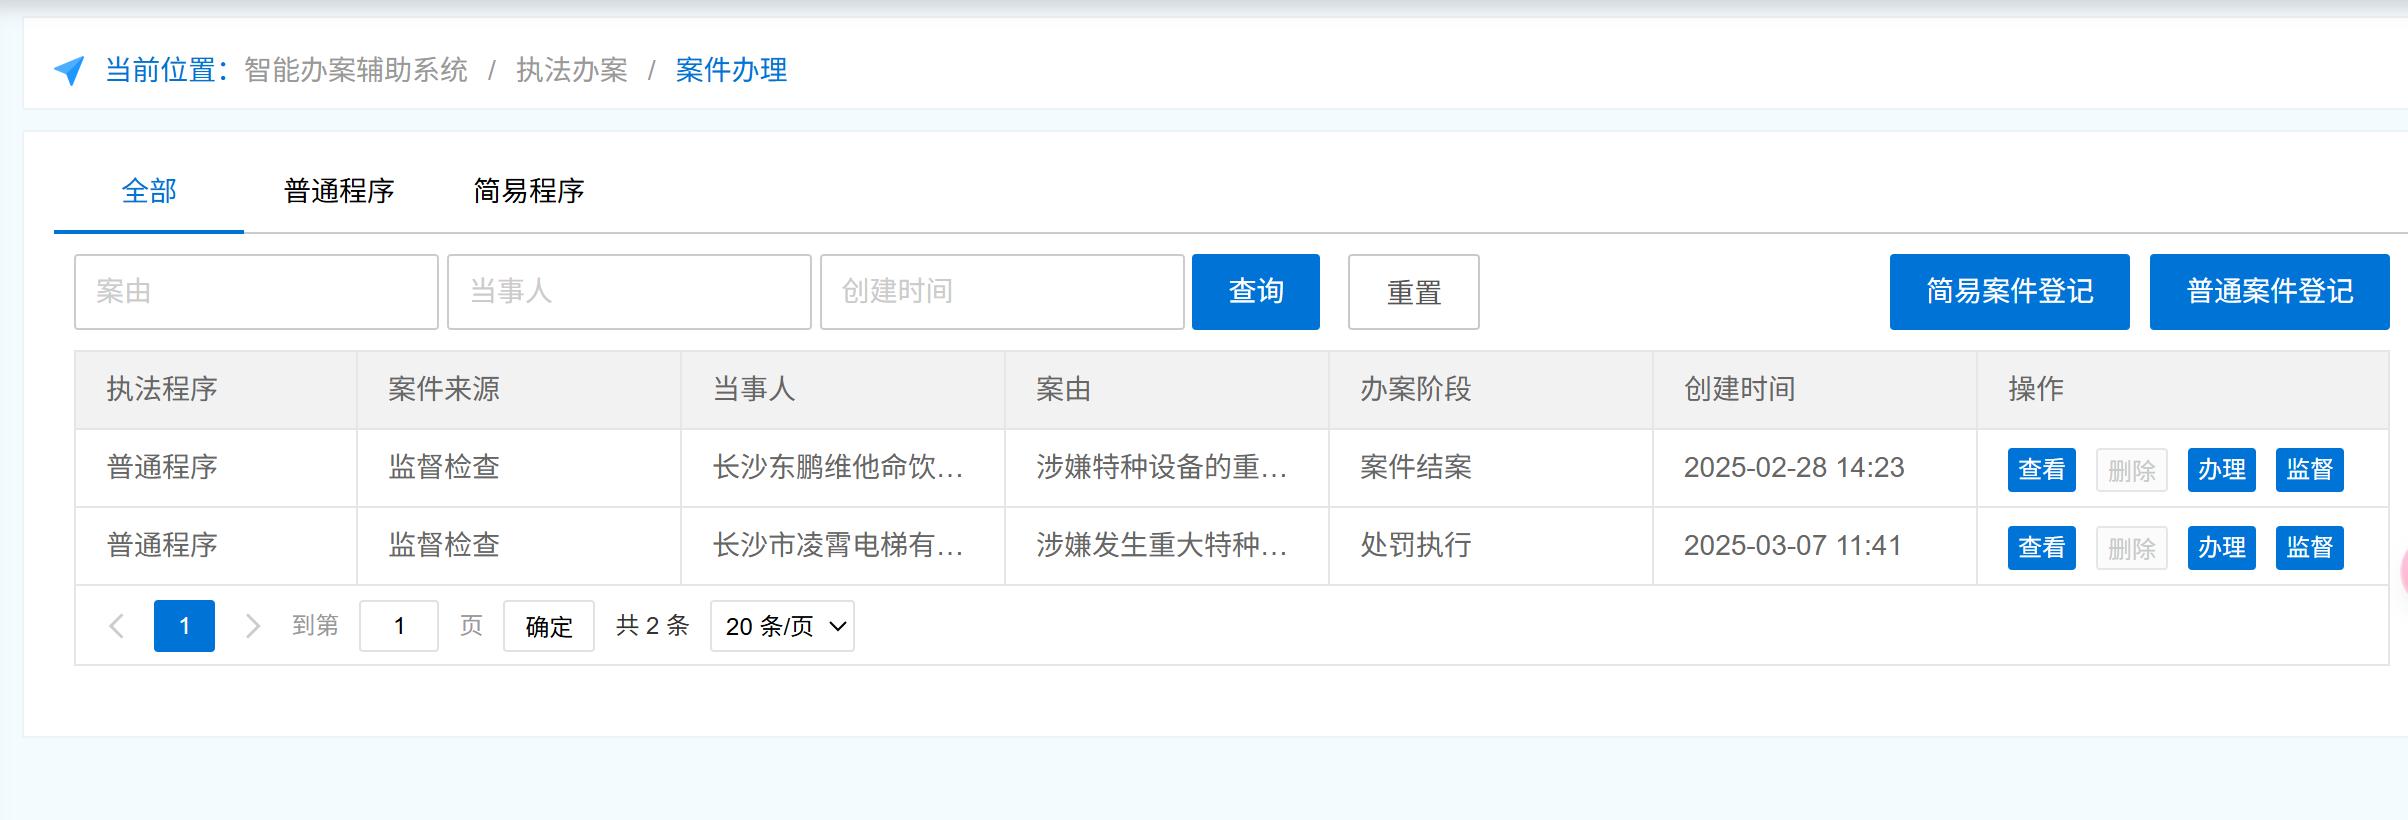 当前位置：智能办案辅助系统 / 执法办案 / 案件办理
全部 普通程序 简易程序
案由 当事人 创建时间 查询 重置 简易案件登记 普通案件登记
执法程序 案件来源 当事人 案由 办案阶段 创建时间 操作
普通程序 监督检查 长沙东鹏维他命饮... 涉嫌特种设备的重... 案件结案 2025-02-28 14:23 查看 删除 办理 监督
普通程序 监督检查 长沙市凌霄电梯有... 涉嫌发生重大特种... 处罚执行 2025-03-07 11:41 查看 删除 办理 监督
1 到第 1 页 确定 共 2 条 20 条/页